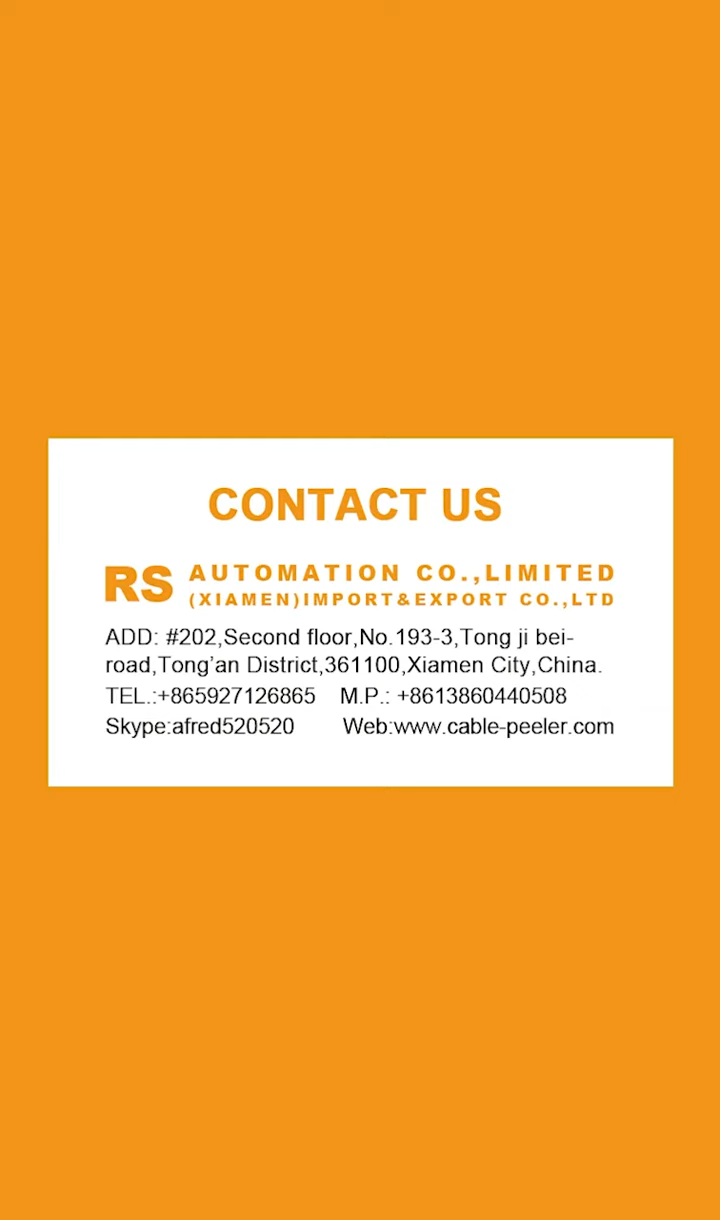 CONTACT US
RS AUTOMATION CO.,LIMITED
(XIAMEN)IMPORT&EXPORT CO.,LTD
ADD: #202,Second floor,No.193-3,Tong ji bei-
road,Tong'an District,361100,Xiamen City,China.
TEL.:+865927126865 M.P.: +8613860440508
Skype:afred520520 Web:www.cable-peeler.com